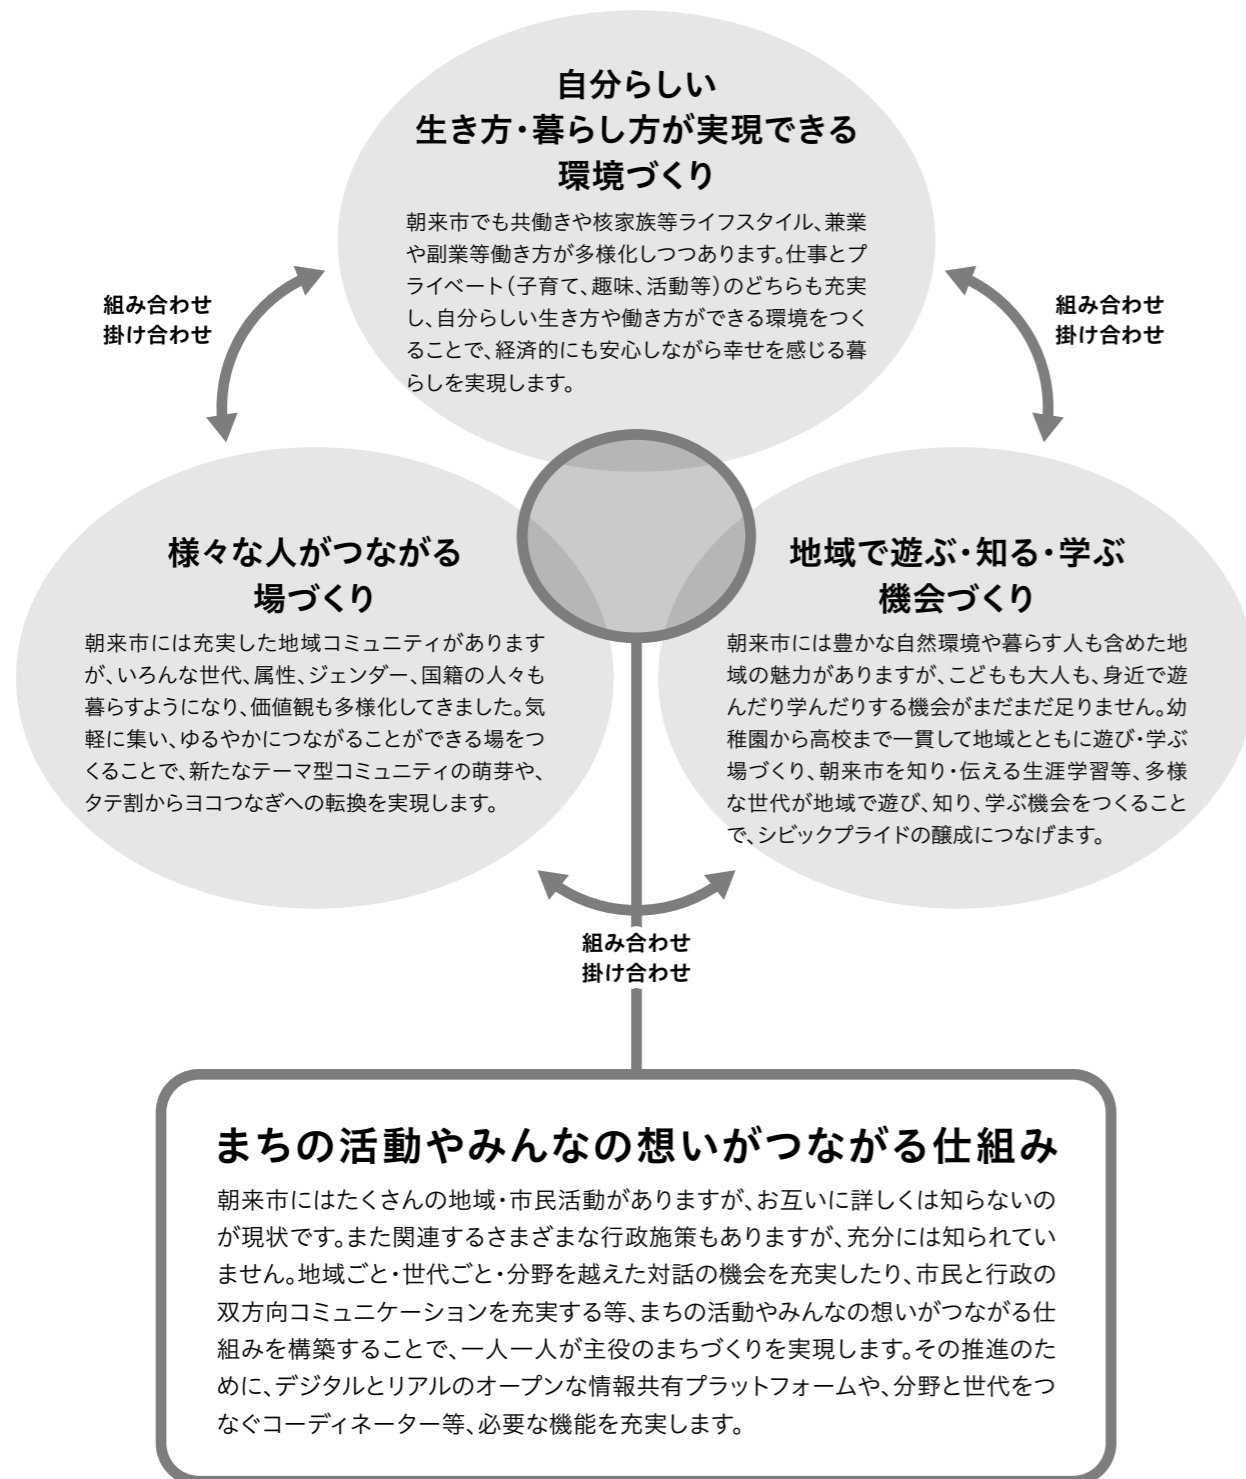 自分らしい
生き方・暮らし方が実現できる
環境づくり
朝来市でも共働きや核家族等ライフスタイル、兼業
や副業等働き方が多様化しつつあります。仕事とプ
ライベート（子育て、趣味、活動等）のどちらも充実
し、自分らしい生き方や働き方ができる環境をつく
ることで、経済的にも安心しながら幸せを感じる暮
らしを実現します。
組み合わせ
掛け合わせ
組み合わせ
掛け合わせ
様々な人がつながる
場づくり
朝来市には充実した地域コミュニティがあります
が、いろんな世代、属性、ジェンダー、国籍の人々も
暮らすようになり、価値観も多様化してきました。気
軽に集い、ゆるやかにつながることができる場をつ
くることで、新たなテーマ型コミュニティの萌芽や、
タテ割からヨコつなぎへの転換を実現します。
地域で遊ぶ・知る・学ぶ
機会づくり
朝来市には豊かな自然環境や暮らす人も含めた地
域の魅力がありますが、こどもも大人も、身近で遊
んだり学んだりする機会がまだまだ足りません。幼
稚園から高校まで一貫して地域とともに遊び・学ぶ
場づくり、朝来市を知り・伝える生涯学習等、多様
な世代が地域で遊び、知り、学ぶ機会をつくること
で、シビックプライドの醸成につなげます。
組み合わせ
掛け合わせ
まちの活動やみんなの想いがつながる仕組み
朝来市にはたくさんの地域・市民活動がありますが、お互いに詳しくは知らないの
が現状です。また関連するさまざまな行政施策もありますが、充分には知られてい
ません。地域ごと・世代ごと・分野を越えた対話の機会を充実したり、市民と行政の
双方向コミュニケーションを充実する等、まちの活動やみんなの想いがつながる仕
組みを構築することで、一人一人が主役のまちづくりを実現します。その推進のた
めに、デジタルとリアルのオープンな情報共有プラットフォームや、分野と世代をつ
なぐコーディネーター等、必要な機能を充実します。